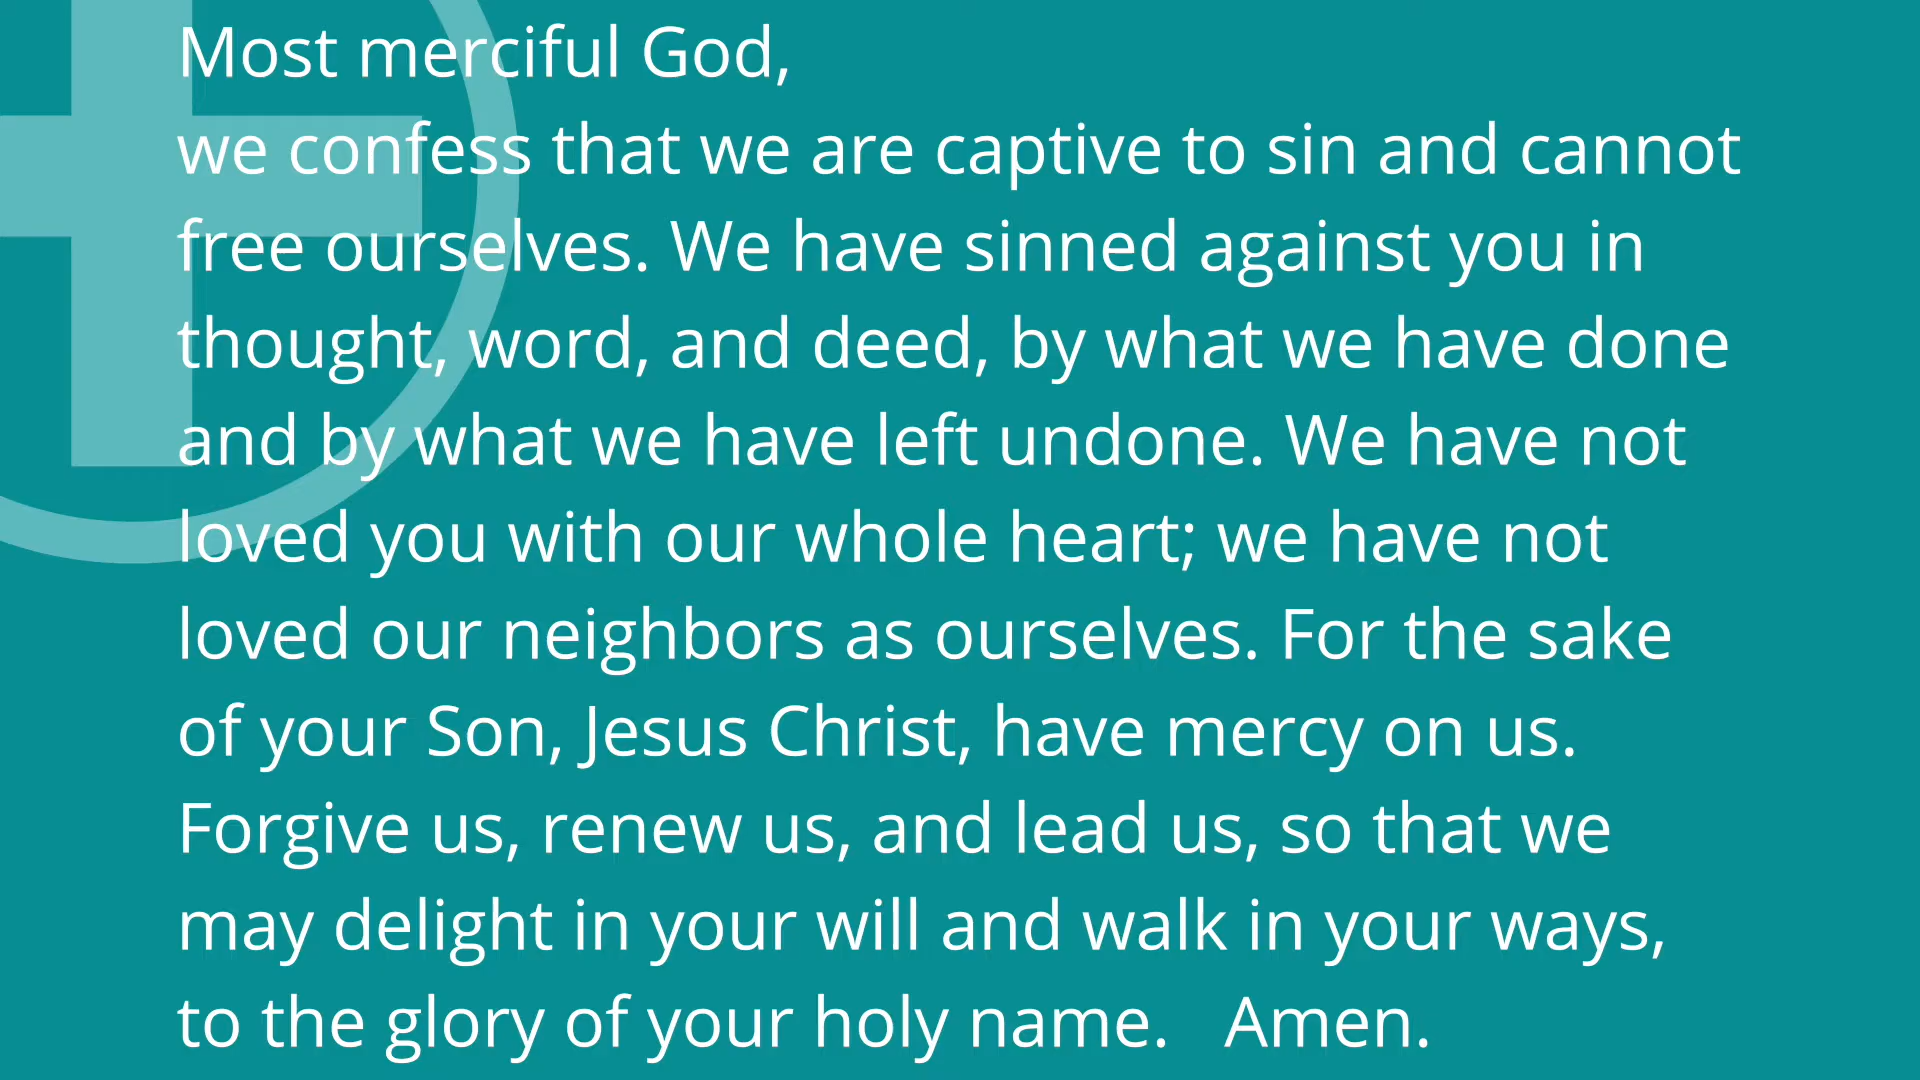 Most merciful God,
we confess that we are captive to sin and cannot
free ourselves. We have sinned against you in
thought, word, and deed, by what we have done
and by what we have left undone. We have not
loved you with our whole heart; we have not
loved our neighbors as ourselves. For the sake
of your Son, Jesus Christ, have mercy on us.
Forgive us, renew us, and lead us, so that we
may delight in your will and walk in your ways,
to the glory of your holy name. Amen.